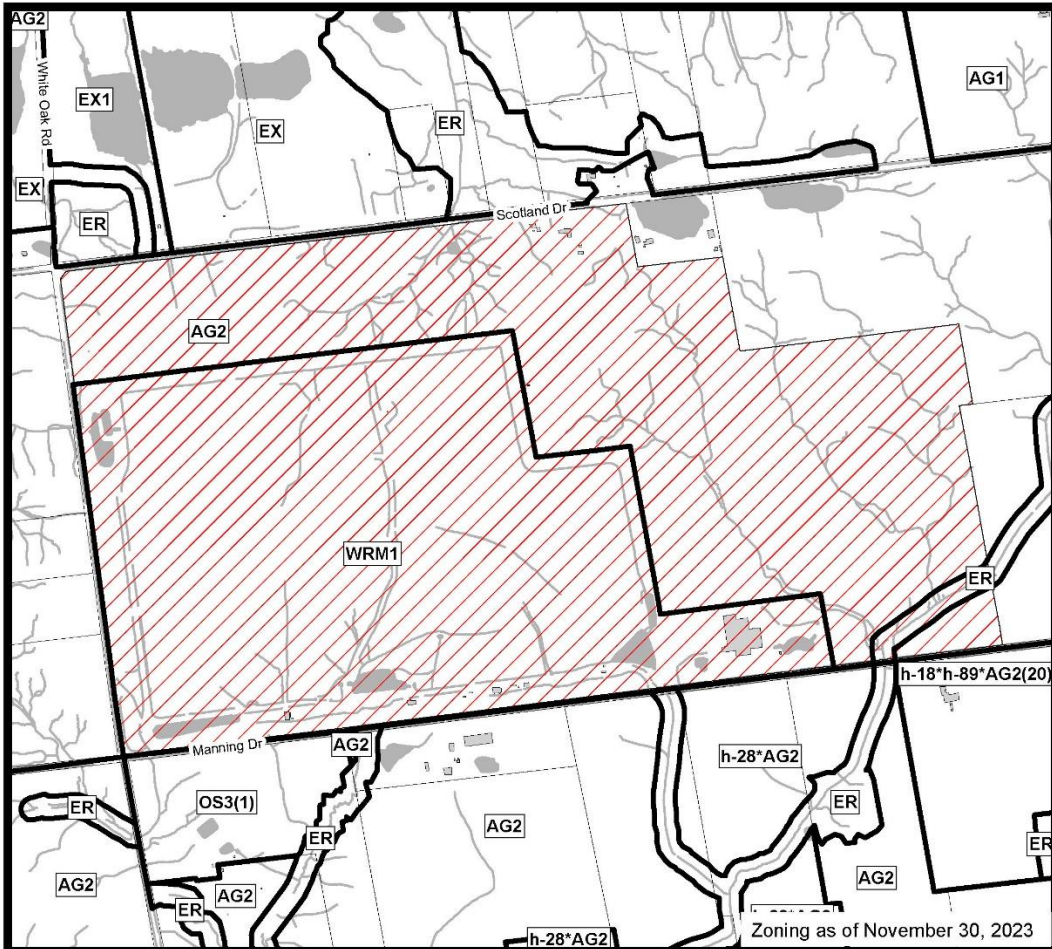 AG2
White Oak Rd
EX1
EX
ER
AG1
EX
ER
Scotland Dr
AG2
WRM1
ER
h-18*h-89*AG2(20)
Manning Dr
AG2
h-28*AG2
ER
OS3(1)
ER
ER
AG2
ER
AG2
AG2
AG2
ER
h-28*AG2
Zoning as of November 30, 2023